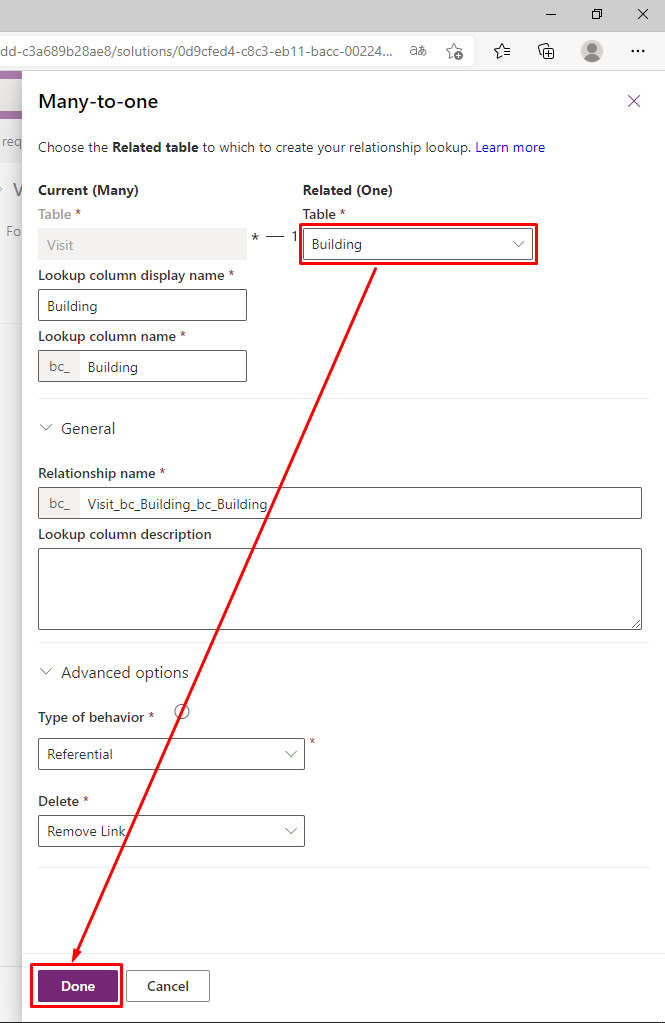 dd-c3a689b28ae8/solutions/0d9cfed4-c8c3-eb11-bacc-00224... aあ
Many-to-one
req
Choose the Related table to which to create your relationship lookup. Learn more
V
Current (Many) Related (One)
Table * Table *
Fo
Visit * — 1 Building
Lookup column display name *
Building
Lookup column name *
bc_ Building
General
Relationship name *
bc_ Visit_bc_Building_bc_Building
Lookup column description
Advanced options
Type of behavior *
Referential *
Delete *
Remove Link
Done Cancel